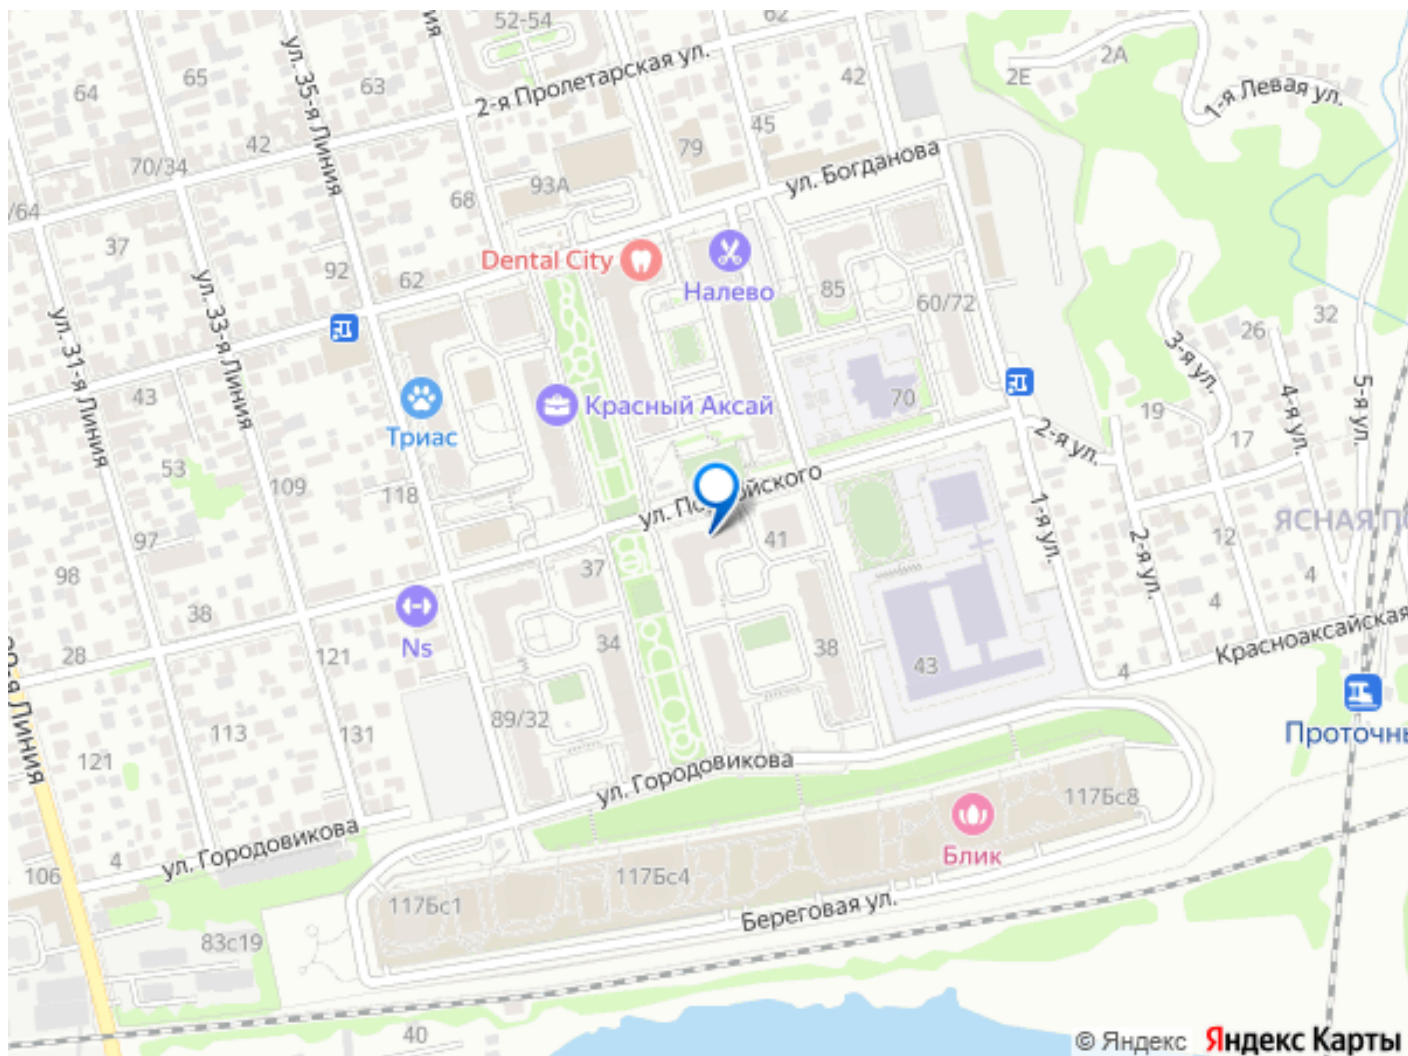 52-54
62
ул. 35-я Линия
2А
64
65
63
2-я Пролетарская ул.
42
2Е
1-я Левая ул.
42
45
79
70/34
ул. Богданова
93А
68
/64
37
92
62
Dental City
Налево
85
60/72
32
26
ул. 31-я Линия
ул. 33-я Линия
3-я ул.
4-я ул.
5-я ул.
43
Красный Аксай
70
Триас
19
17
2-я ул.
53
109
118
ул.
йского
1-я ул.
ЯСНАЯ
97
41
2-я ул.
12
98
37
4
38
4
Ns
34
38
Красноаксайская
28
121
43
4
89/32
113
131
Проточны
121
я Линия
ул. Городовикова
117Бс8
ул. Городовикова
4
Блик
106
117Бс4
117Бс1
Береговая ул.
83с19
40
© Яндекс
Яндекс Карты